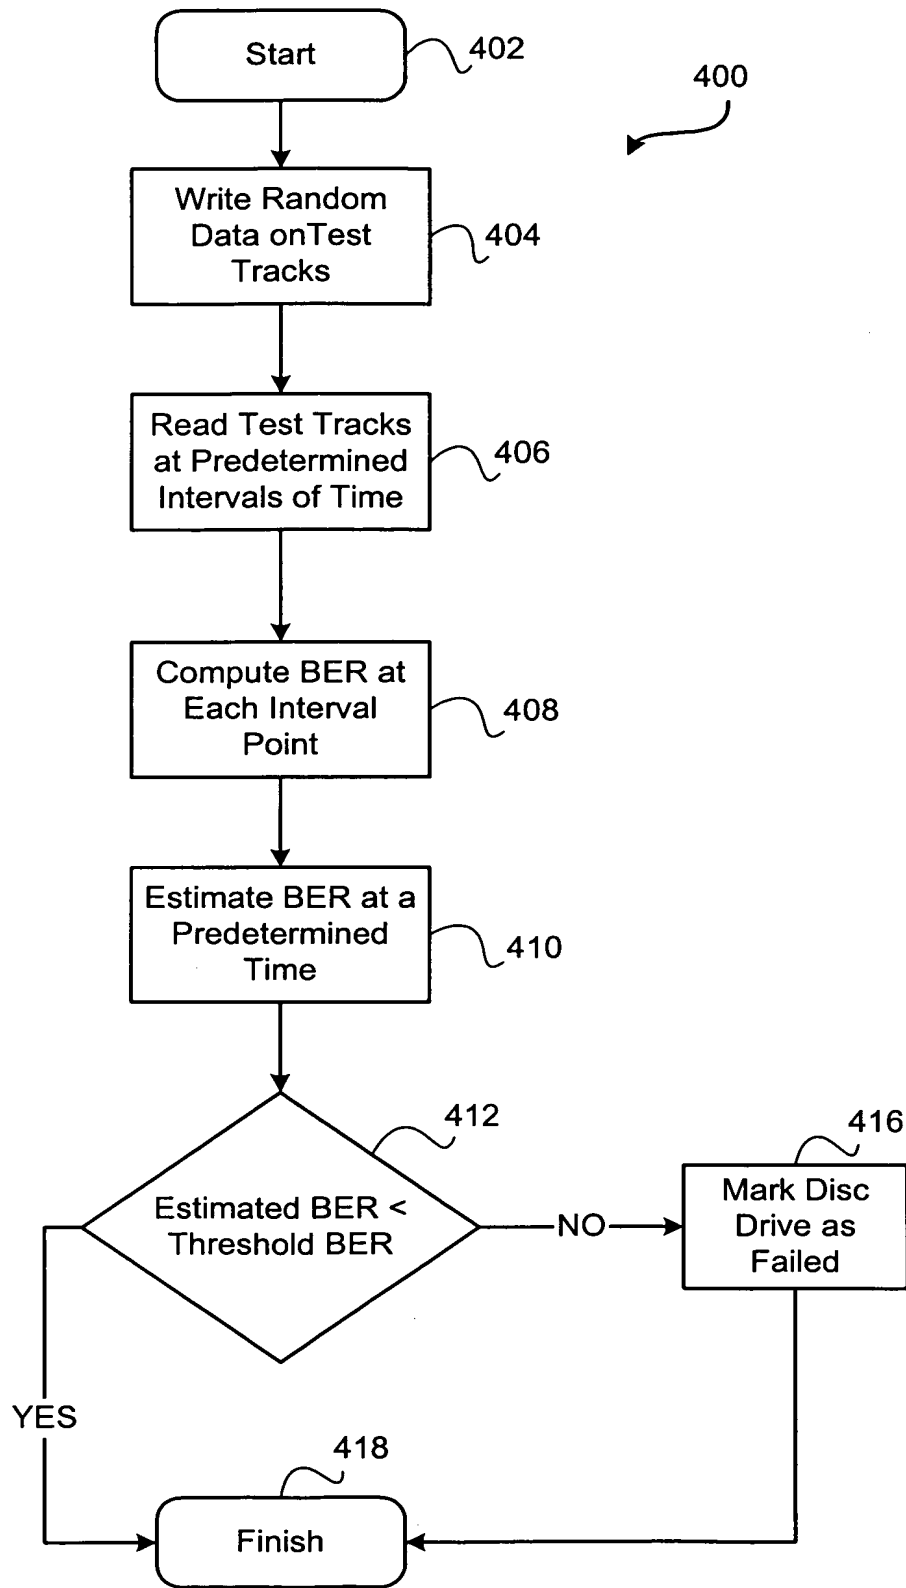 Start
402
400
Write Random
Data onTest
Tracks
404
Read Test Tracks
at Predetermined
Intervals of Time
406
Compute BER at
Each Interval
Point
408
Estimate BER at a
Predetermined
Time
410
412
Estimated BER <
Threshold BER
NO
416
Mark Disc
Drive as
Failed
YES
418
Finish